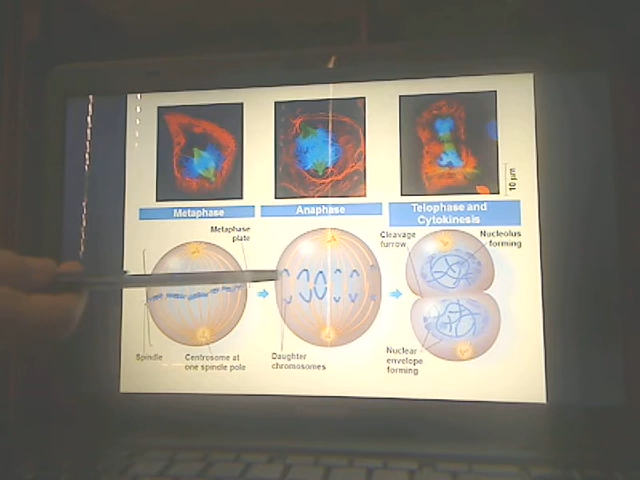 10 µm
Metaphase
Anaphase
Telophase and
Cytokinesis
Metaphase
plate
Cleavage
furrow
Nucleolus
forming
Spindle
Centrosome at
one spindle pole
Daughter
chromosomes
Nuclear
envelope
forming